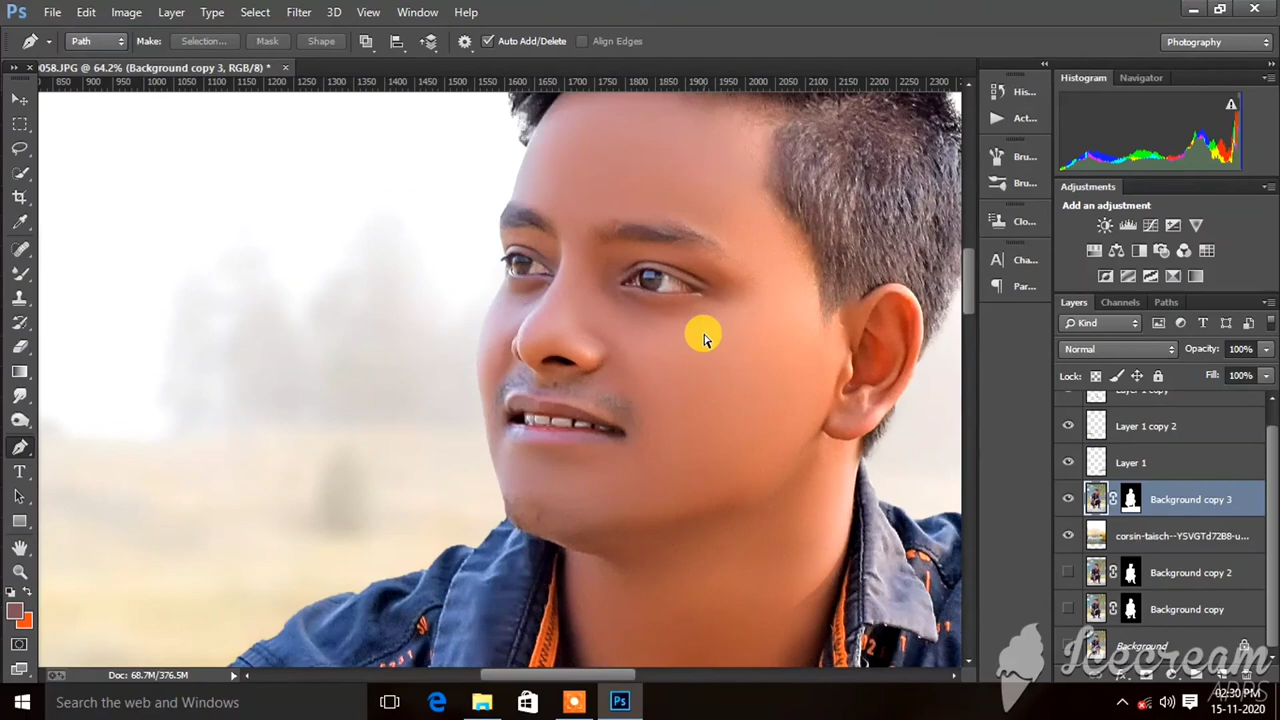 Ps File Edit Image Layer Type Select Filter 3D View Window Help
Path Make: Selection... Mask Shape Auto Add/Delete Align Edges Photography
058.JPG @ 64.2% (Background copy 3, RGB/8) * ×
850 900 950 1000 1050 1100 1150 1200 1250 1300 1350 1400 1450 1500 1550 1600 1650 1700 1750 1800 1850 1900 1950 2000 2050 2100 2150 2200 2250 2300
His...
Act...
Bru...
Bru...
Clo...
Cha...
Par...
Histogram Navigator
Adjustments
Add an adjustment
Layers Channels Paths
Kind
Normal Opacity: 100%
Lock: Fill: 100%
Layer 1 copy 2
Layer 1
Background copy 3
corsin-taisch--YSVGTd72B8-u...
Background copy 2
Background copy
Background
Doc: 68.7M/376.5M
Icecream
APPS
Search the web and Windows
Ps
02:30 PM
15-11-2020